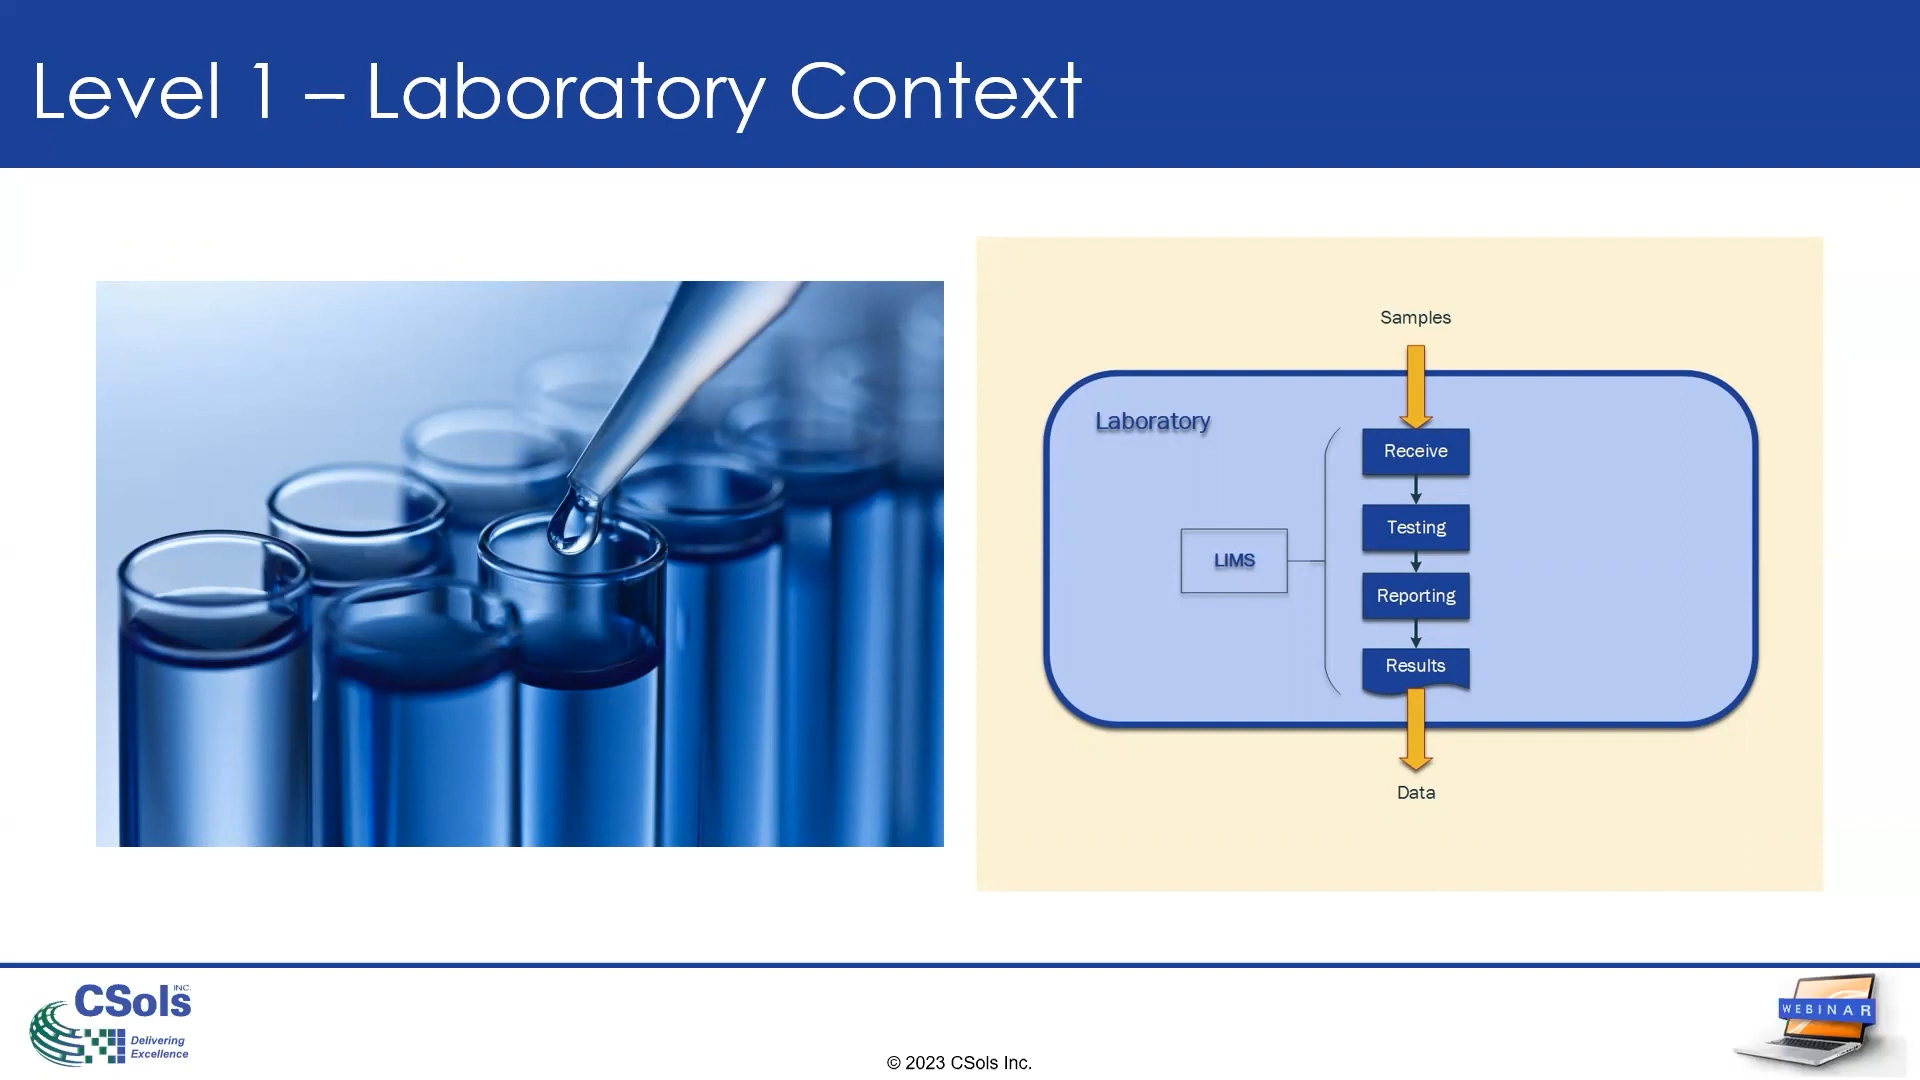 Level 1 – Laboratory Context
Samples
Laboratory
Receive
Testing
LIMS
Reporting
Results
Data
CSols INC.
Delivering
Excellence
© 2023 CSols Inc.
WEBINAR